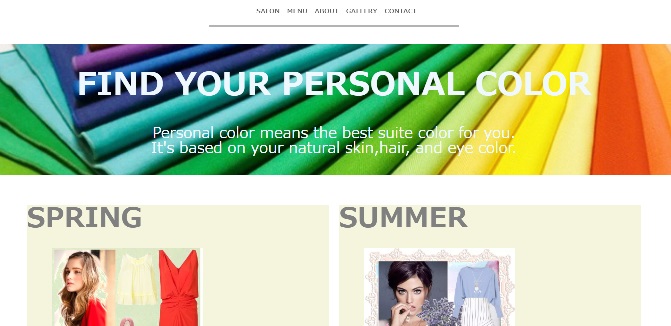 SALON MENU ABOUT GALLERY CONTACT
FIND YOUR PERSONAL COLOR
Personal color means the best suite color for you.
It's based on your natural skin,hair, and eye color.
SPRING
SUMMER